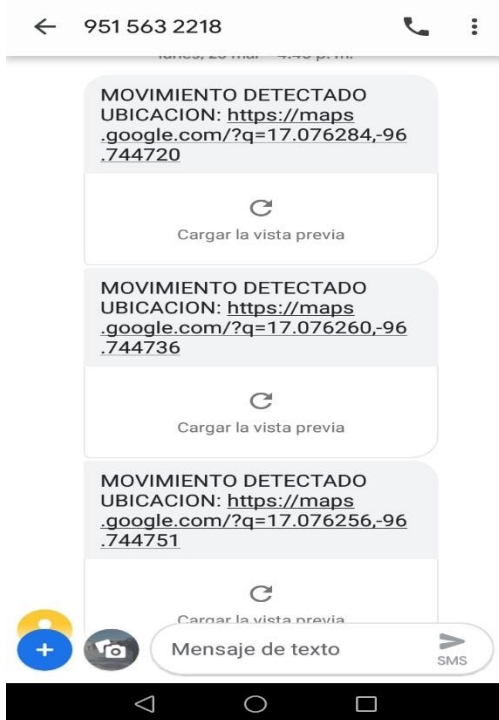 951 563 2218
MOVIMIENTO DETECTADO
UBICACION: https://maps
.google.com/?q=17.076284,-96
.744720
Cargar la vista previa
MOVIMIENTO DETECTADO
UBICACION: https://maps
.google.com/?q=17.076260,-96
.744736
Cargar la vista previa
MOVIMIENTO DETECTADO
UBICACION: https://maps
.google.com/?q=17.076256,-96
.744751
Cargar la vista previa
Mensaje de texto
SMS